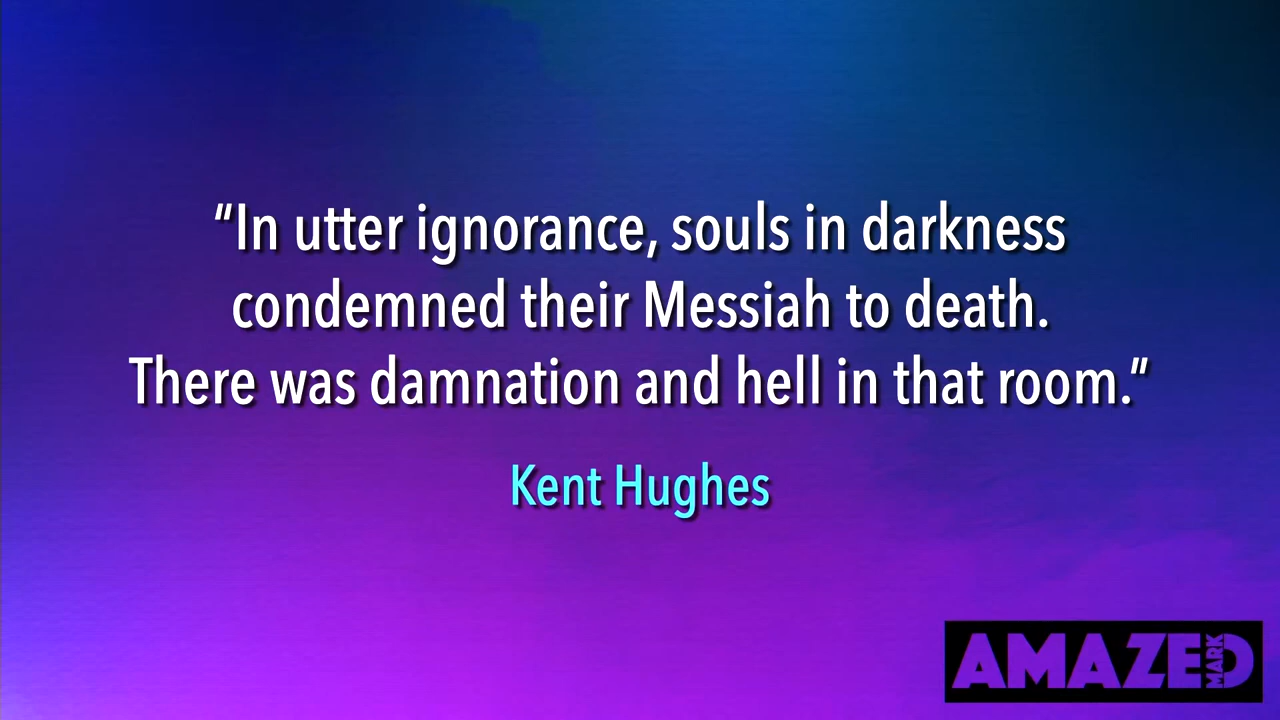 “In utter ignorance, souls in darkness
condemned their Messiah to death.
There was damnation and hell in that room.”
Kent Hughes
AMAZED
MARK